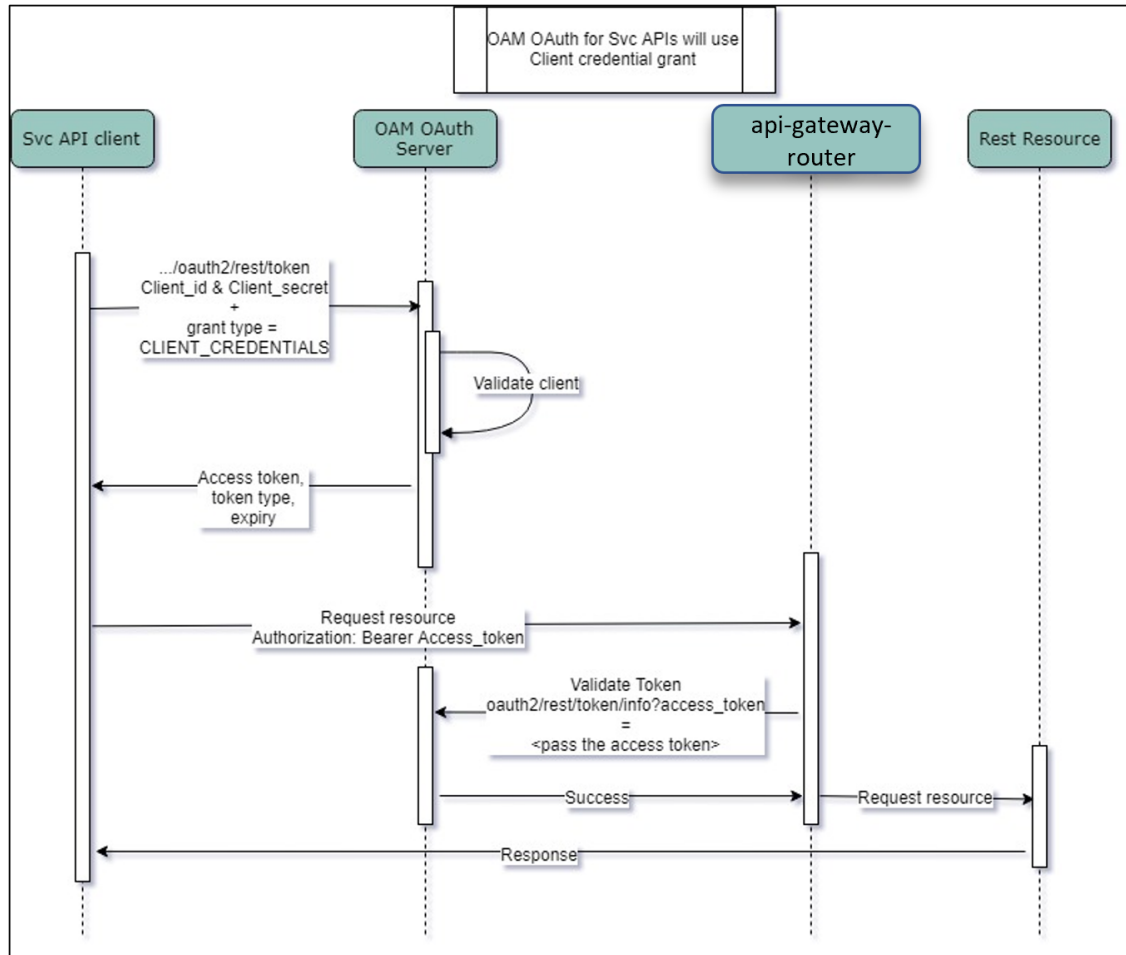 OAM OAuth for Svc APIs will use
Client credential grant
Svc API client
OAM OAuth
Server
api-gateway-
router
Rest Resource
.../oauth2/rest/token
Client_id & Client_secret
+
grant type =
CLIENT_CREDENTIALS
Validate client
Access token,
token type,
expiry
Request resource
Authorization: Bearer Access_token
Validate Token
oauth2/rest/token/info?access_token
=
<pass the access token>
Success
Request resource
Response